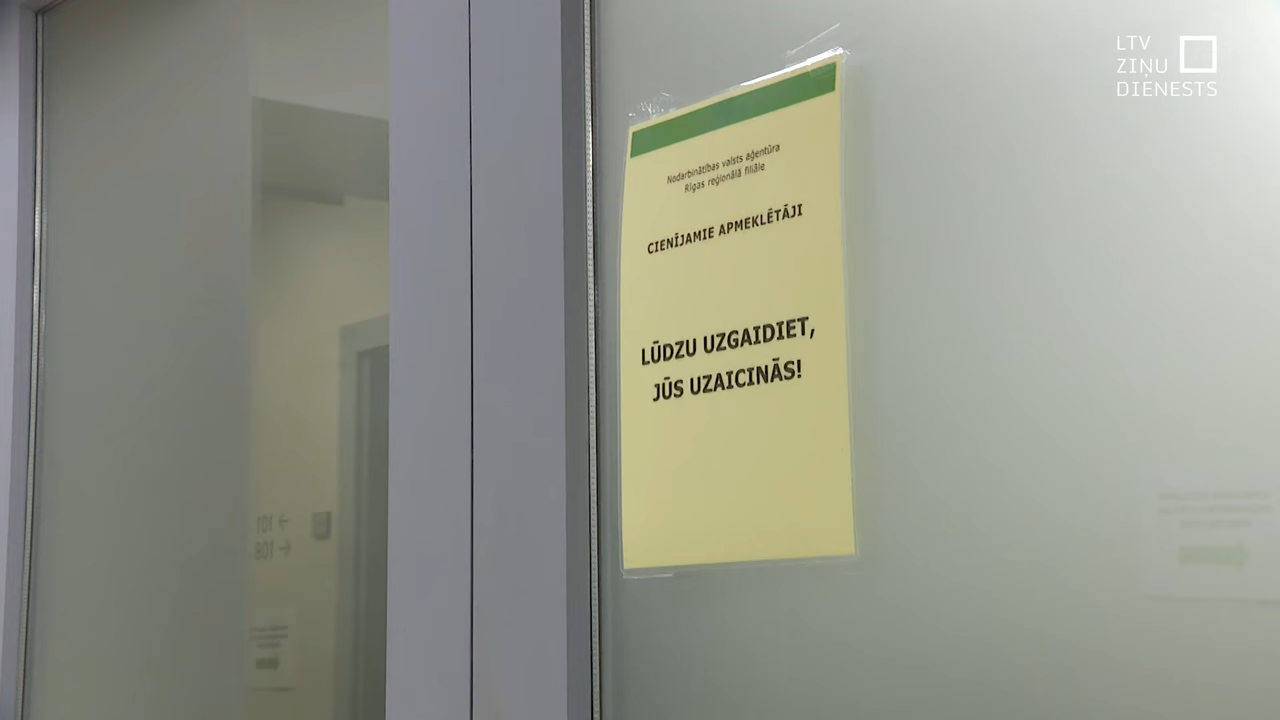 LTV
ZIŅU
DIENESTS
Nodarbinātības valsts aģentūra
Rīgas reģionālā filiāle
CIENĪJAMIE APMEKLĒTĀJI
LŪDZU UZGAIDIET,
JŪS UZAICINĀS!
101
108